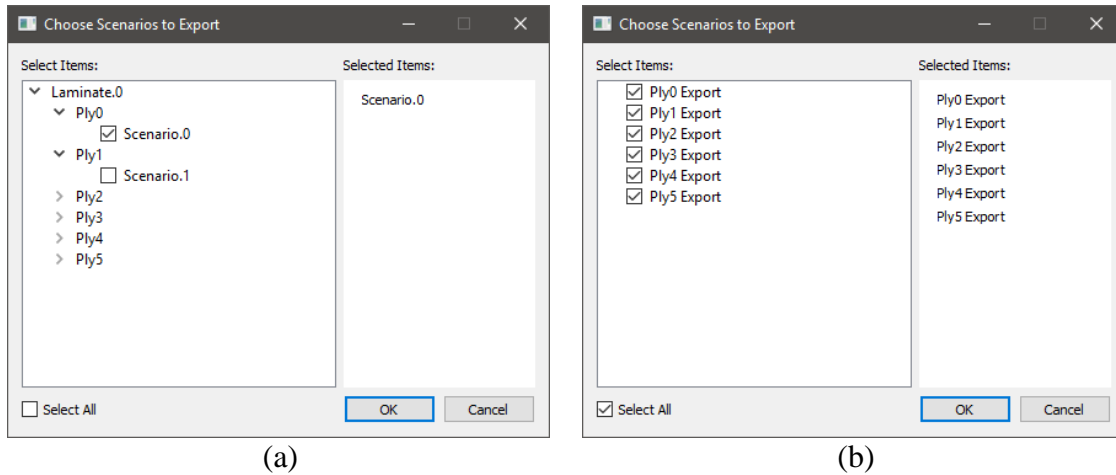 Choose Scenarios to Export
Select Items:
Selected Items:
Laminate.0
Ply0
Scenario.0
Ply1
Scenario.1
Ply2
Ply3
Ply4
Ply5
Scenario.0
Select All
OK
Cancel
(a)
Choose Scenarios to Export
Select Items:
Selected Items:
Ply0 Export
Ply1 Export
Ply2 Export
Ply3 Export
Ply4 Export
Ply5 Export
Ply0 Export
Ply1 Export
Ply2 Export
Ply3 Export
Ply4 Export
Ply5 Export
Select All
OK
Cancel
(b)